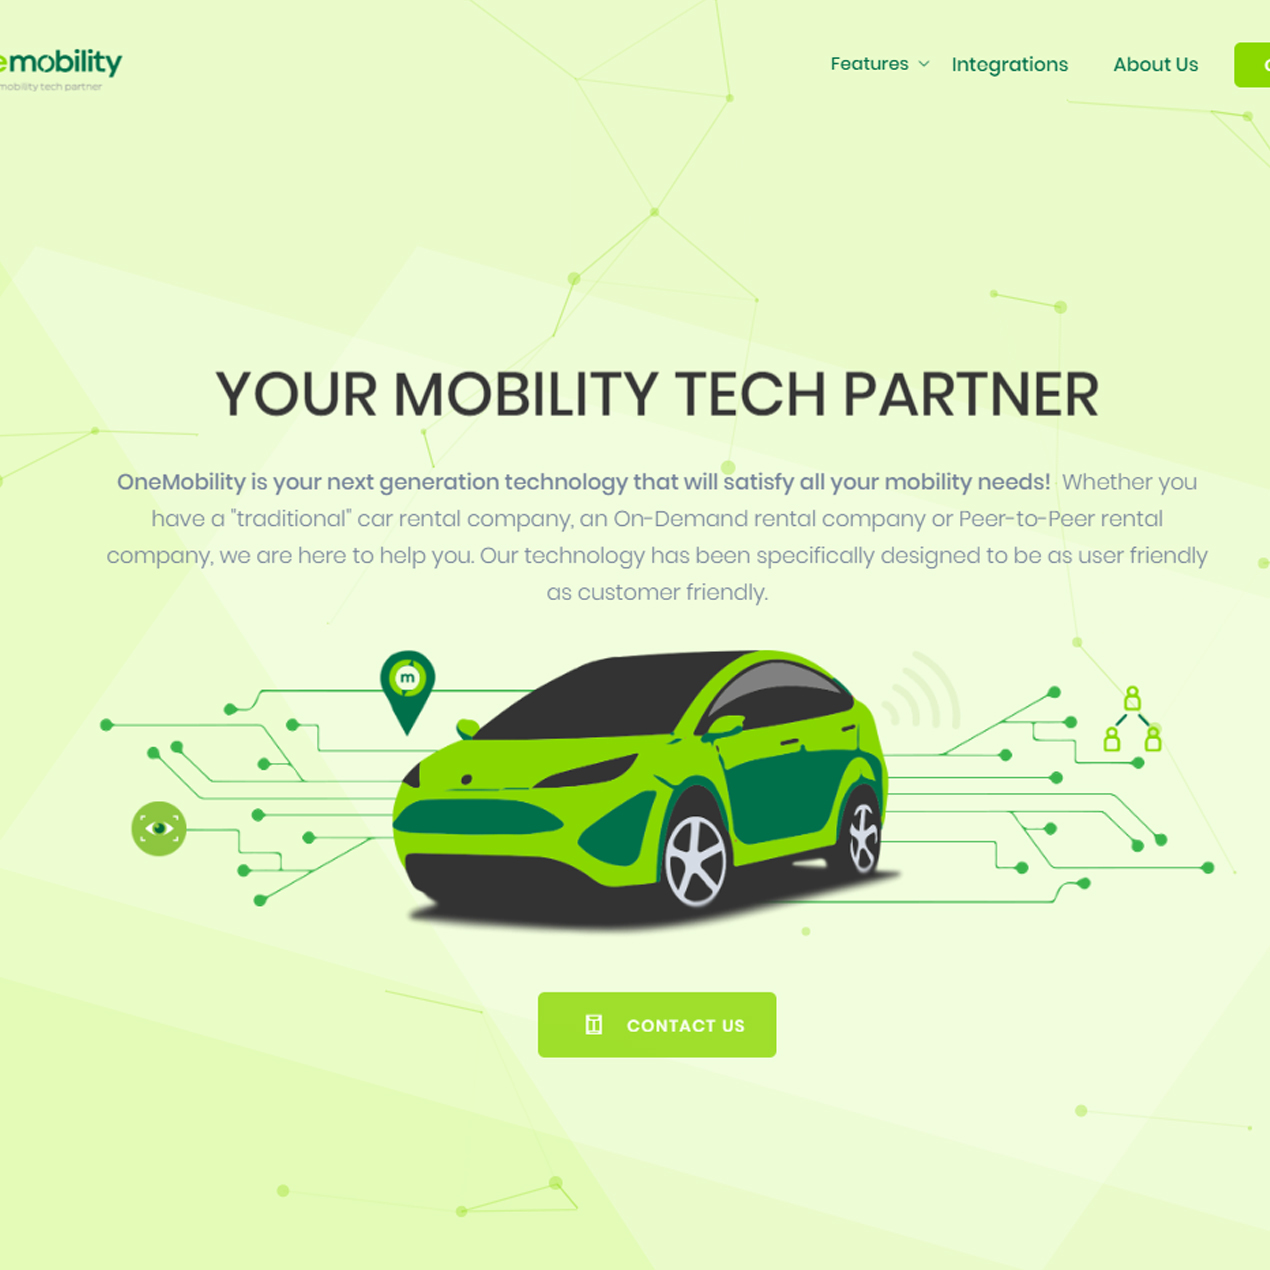 emobility
mobility tech partner
Features
Integrations
About Us
YOUR MOBILITY TECH PARTNER
OneMobility is your next generation technology that will satisfy all your mobility needs! Whether you
have a "traditional" car rental company, an On-Demand rental company or Peer-to-Peer rental
company, we are here to help you. Our technology has been specifically designed to be as user friendly
as customer friendly.
m
CONTACT US